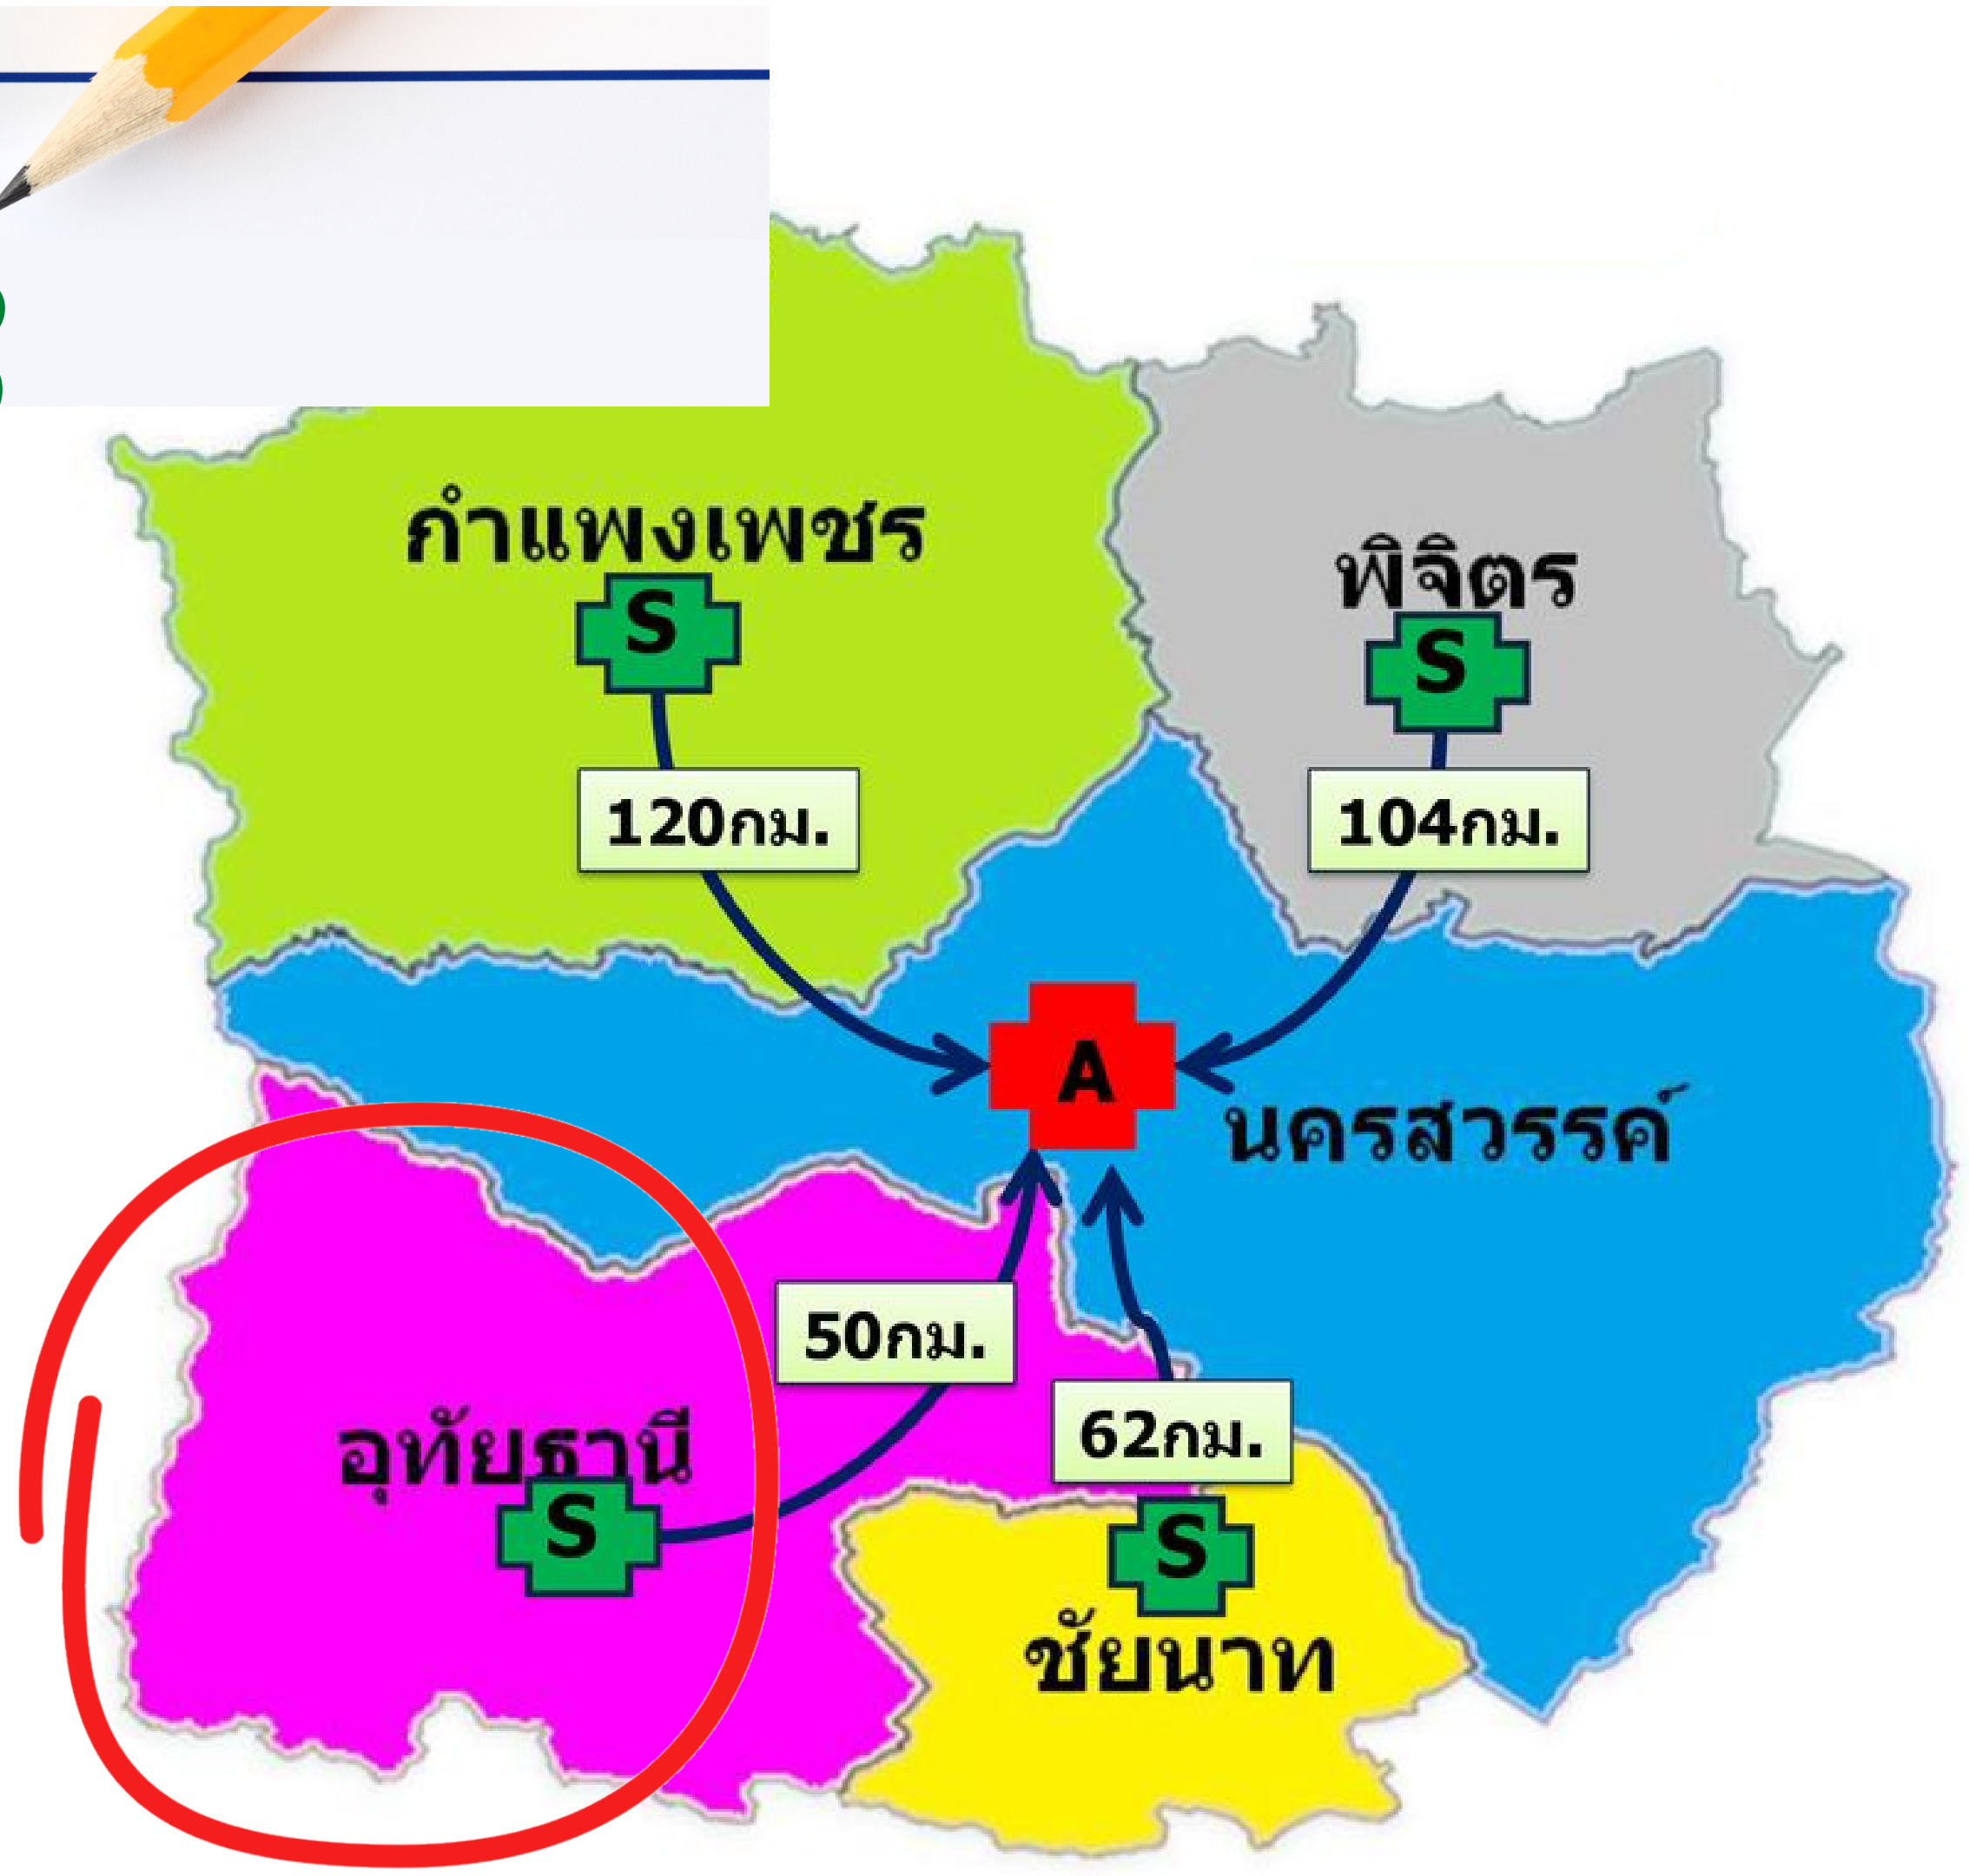 กำแพงเพชร
S
120กม.
พิจิตร
S
104กม.
A
นครสวรรค์
50กม.
อุทัยธานี
S
62กม.
S
ชัยนาท